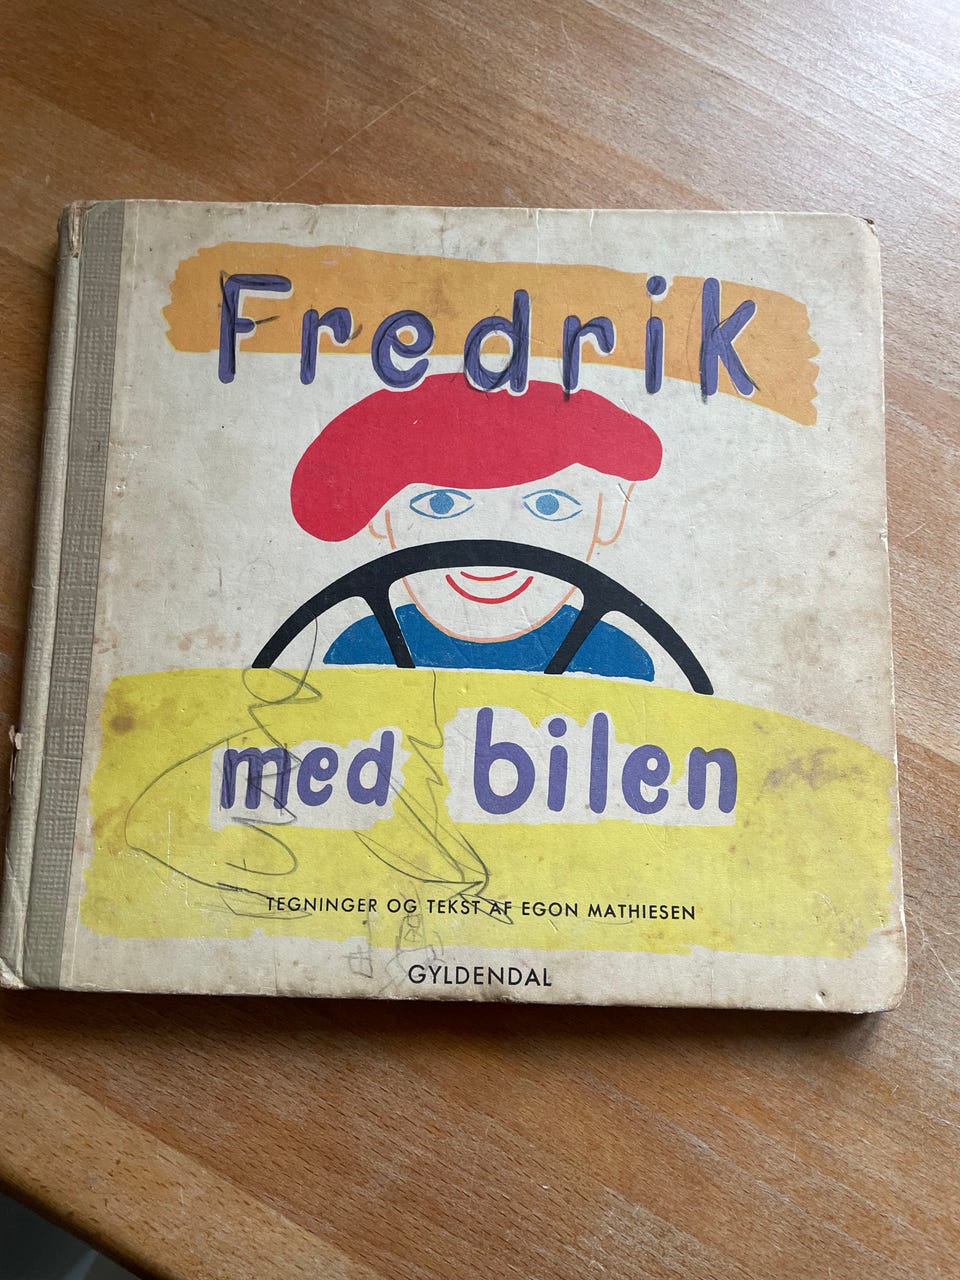 Fredrik
med bilen
TEGNINGER OG TEKST AF EGON MATHIESEN
GYLDENDAL